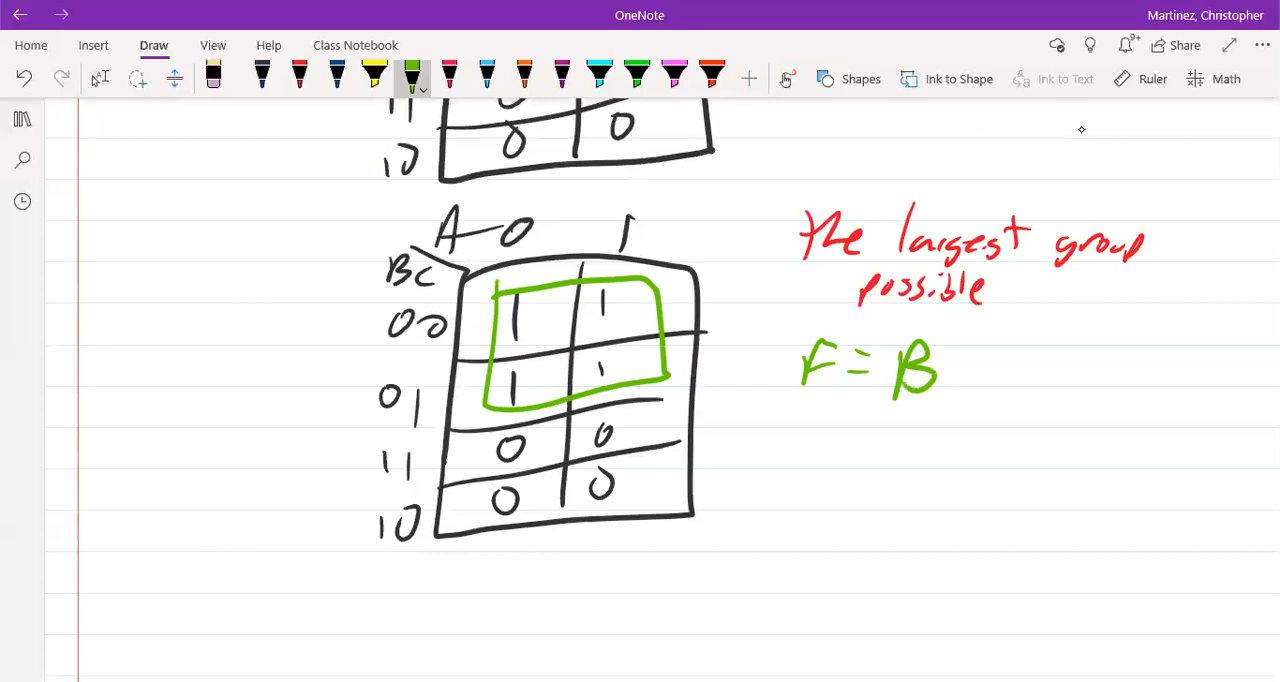 OneNote
Martínez, Christopher
Home Insert Draw View Help Class Notebook Share
Shapes Ink to Shape Ink to Text Ruler Math
11 0
10 0 0
A 0 1
BC
00 1 1
01 1 1
11 0 0
10 0 0
the largest group
possible
F = B